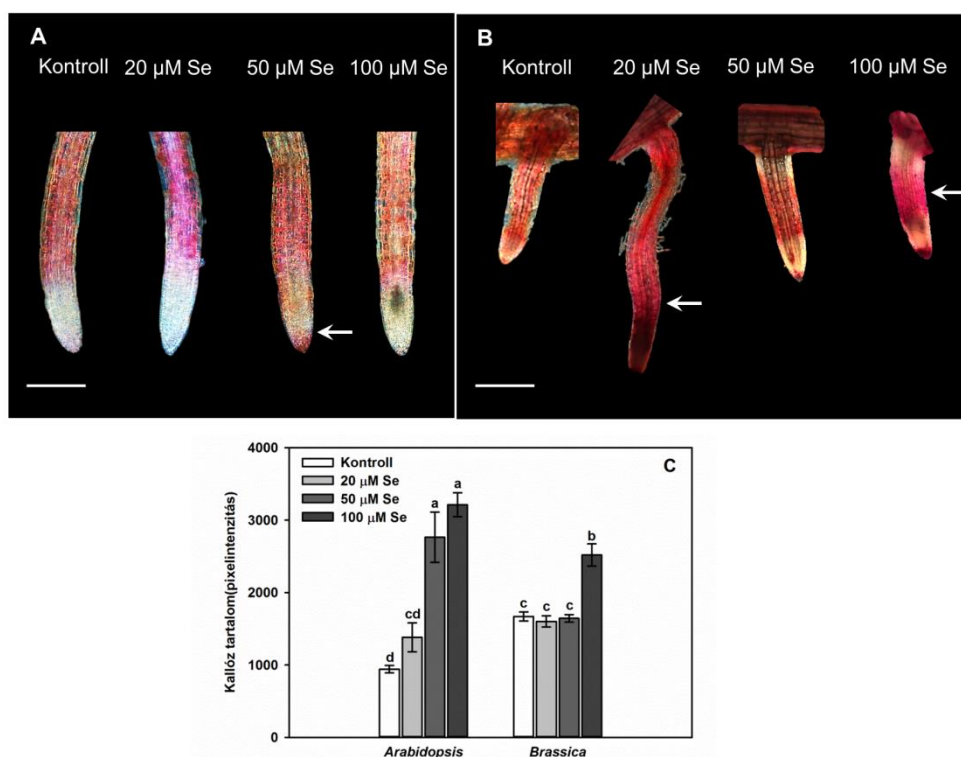 A
Kontroll 20 µM Se 50 µM Se 100 µM Se
B
Kontroll 20 µM Se 50 µM Se 100 µM Se
C
Kallóz tartalom(pixelintenzitás)
4000
3000
2000
1000
0
Kontroll
20 µM Se
50 µM Se
100 µM Se
d cd a a c c c b
Arabidopsis Brassica